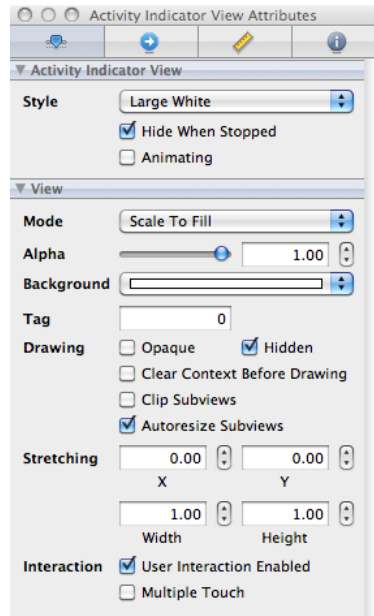 Activity Indicator View Attributes
Activity Indicator View
Style Large White
Hide When Stopped
Animating
View
Mode Scale To Fill
Alpha 1.00
Background
Tag 0
Drawing Opaque Hidden
Clear Context Before Drawing
Clip Subviews
Autoresize Subviews
Stretching 0.00 0.00
X Y
1.00 1.00
Width Height
Interaction User Interaction Enabled
Multiple Touch